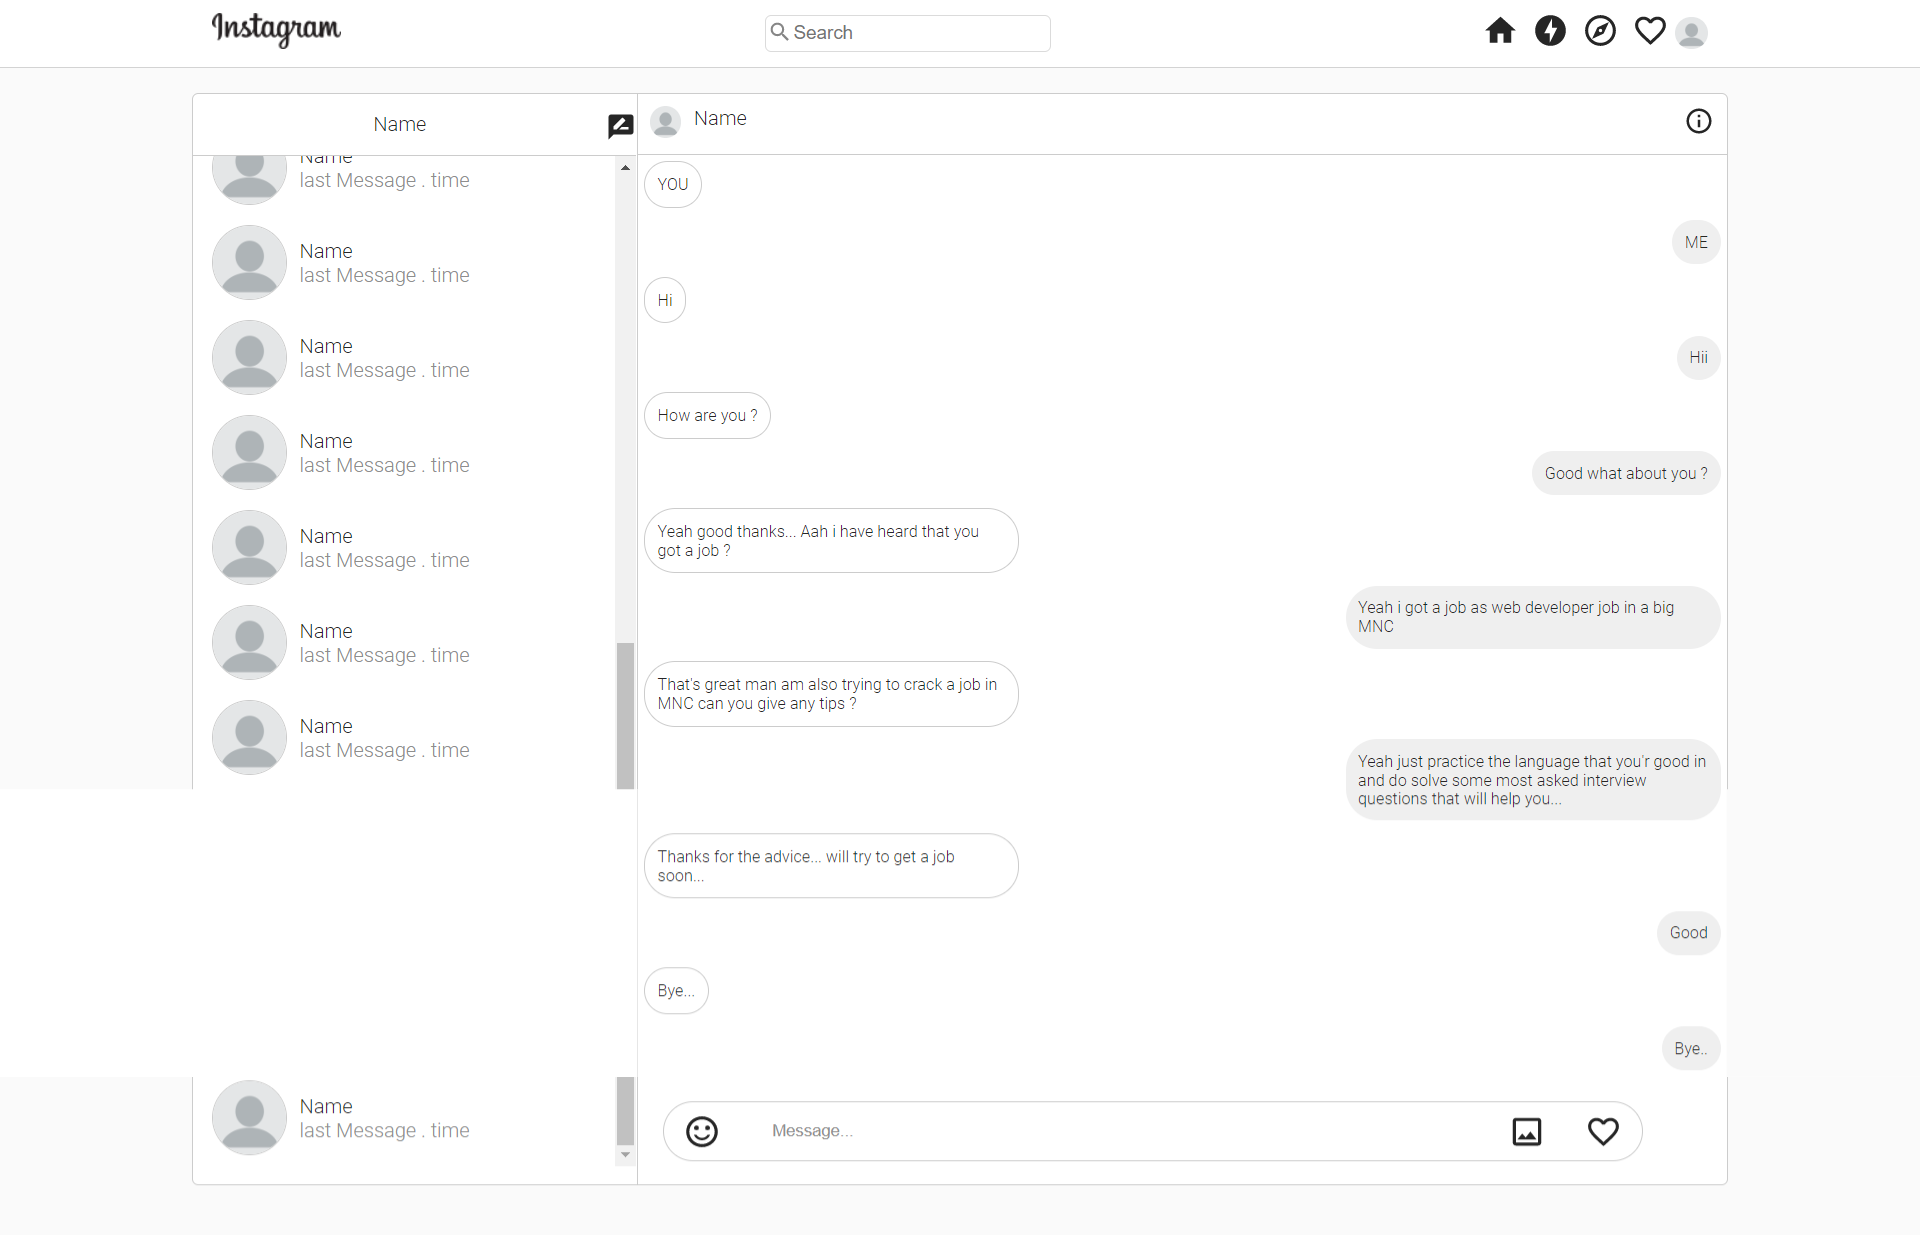 Instagram
Search
Name
Name
last Message . time
Name
last Message . time
Name
last Message . time
Name
last Message . time
Name
last Message . time
Name
last Message . time
Name
last Message . time
Name
last Message . time
Name
YOU
ME
Hi
Hii
How are you ?
Good what about you ?
Yeah good thanks... Aah i have heard that you
got a job ?
Yeah i got a job as web developer job in a big
MNC
That's great man am also trying to crack a job in
MNC can you give any tips ?
Yeah just practice the language that you'r good in
and do solve some most asked interview
questions that will help you...
Thanks for the advice... will try to get a job
soon...
Good
Bye...
Bye..
Message...